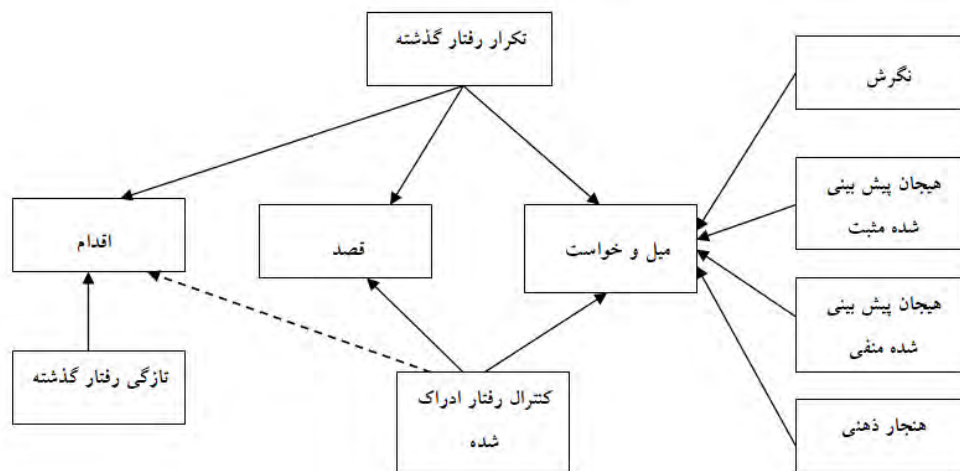 تکرار رفتار گذشته
نگرش
هیجان پیش بینی
شده مثبت
میل و خواست
قصد
اقدام
هیجان پیش بینی
شده منفی
تازگی رفتار گذشته
کنترال رفتار ادراک
شده
هنجار ذهنی